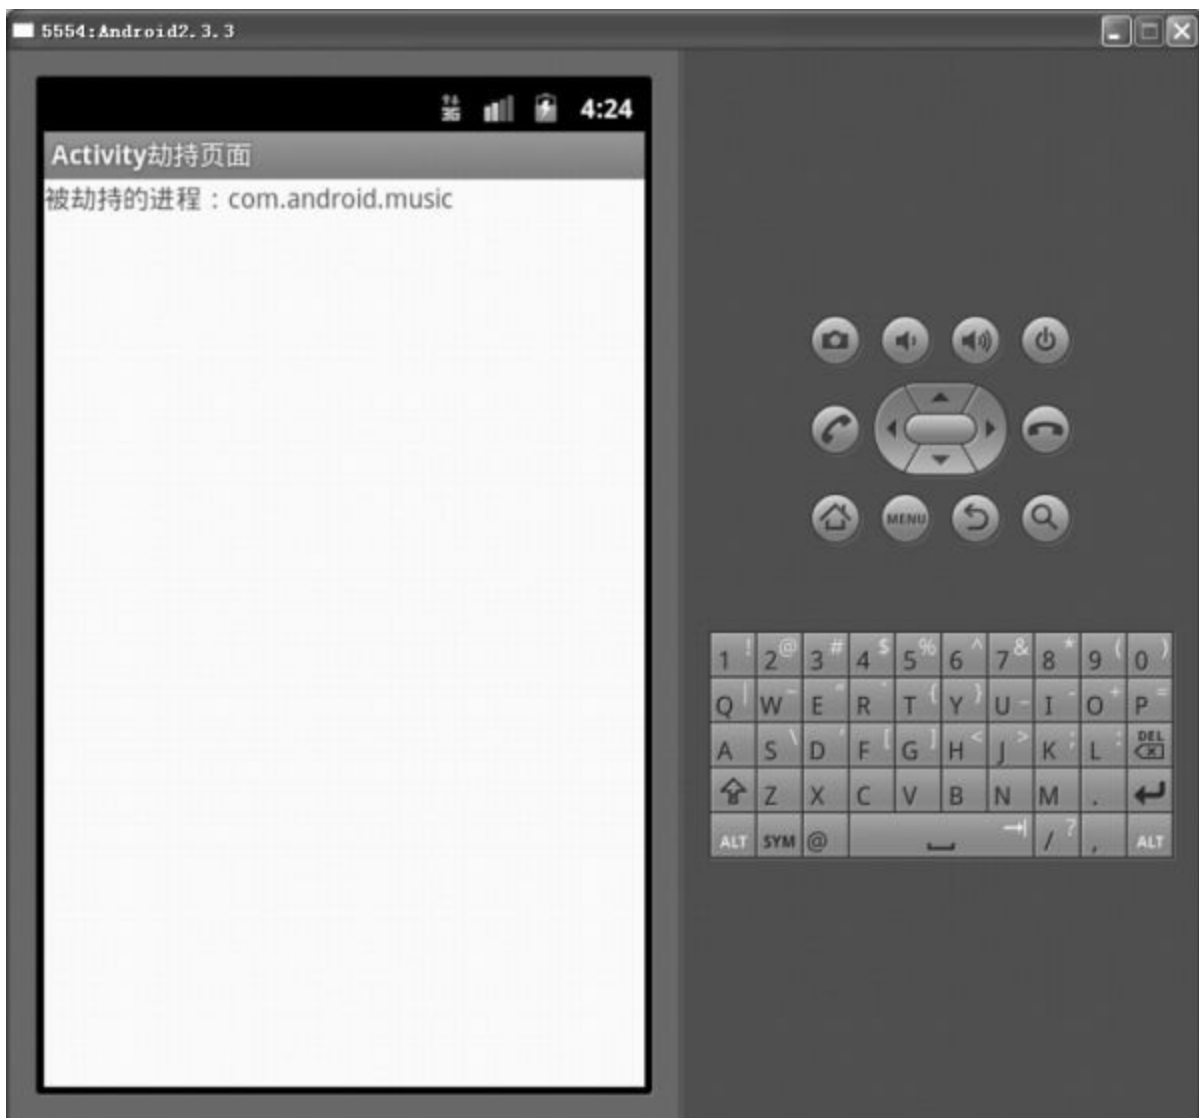 5554:Android2.3.3
3G 4:24
Activity劫持页面
被劫持的进程：com.android.music
MENU
1 ! 2 @ 3 # 4 $ 5 % 6 ^ 7 & 8 * 9 ( 0 )
Q | W ~ E " R ` T { Y } U _ I - O + P =
A S \ D ' F [ G ] H < J > K ; L : DEL
Z X C V B N M .
ALT SYM @ / ? , ALT